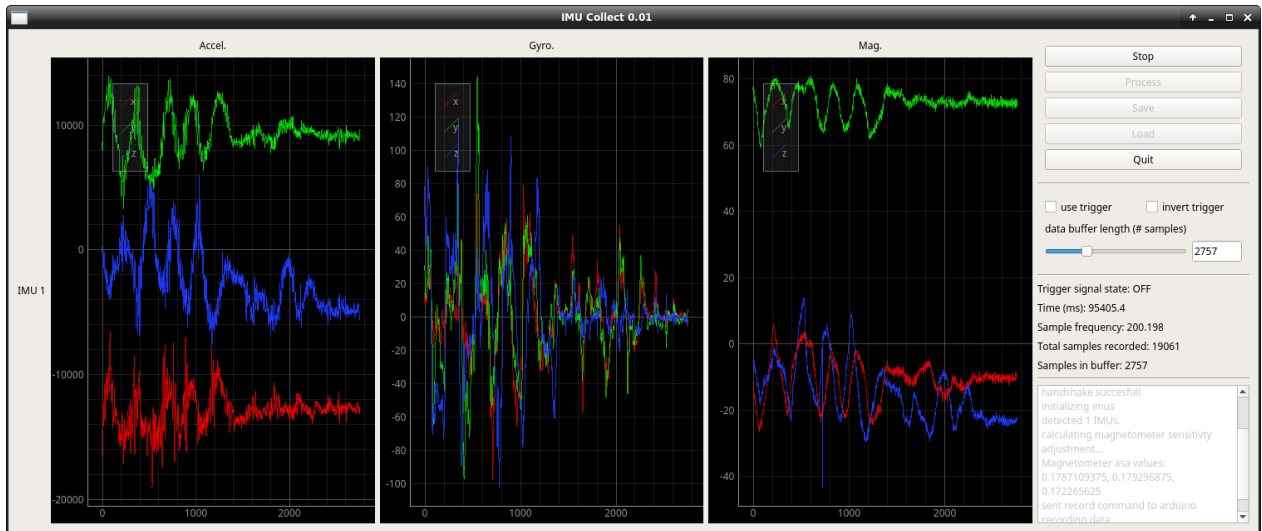 IMU Collect 0.01
Accel.
Gyro.
Mag.
IMU 1
10000
0
-10000
-20000
0
1000
2000
x
y
z
140
120
100
80
60
40
20
0
-20
-40
-60
-80
-100
0
1000
2000
x
y
z
80
60
40
20
0
-20
-40
0
1000
2000
x
y
z
Stop
Process
Save
Load
Quit
use trigger
invert trigger
data buffer length (# samples)
2757
Trigger signal state: OFF
Time (ms): 95405.4
Sample frequency: 200.198
Total samples recorded: 19061
Samples in buffer: 2757
handshake succesfull
initializing imus
detected 1 IMUs.
calculating magnetometer sensitivty
adjustment...
Magnetometer asa values:
0.1787109375, 0.179296875,
0.172265625
sent record command to arduino
recording data